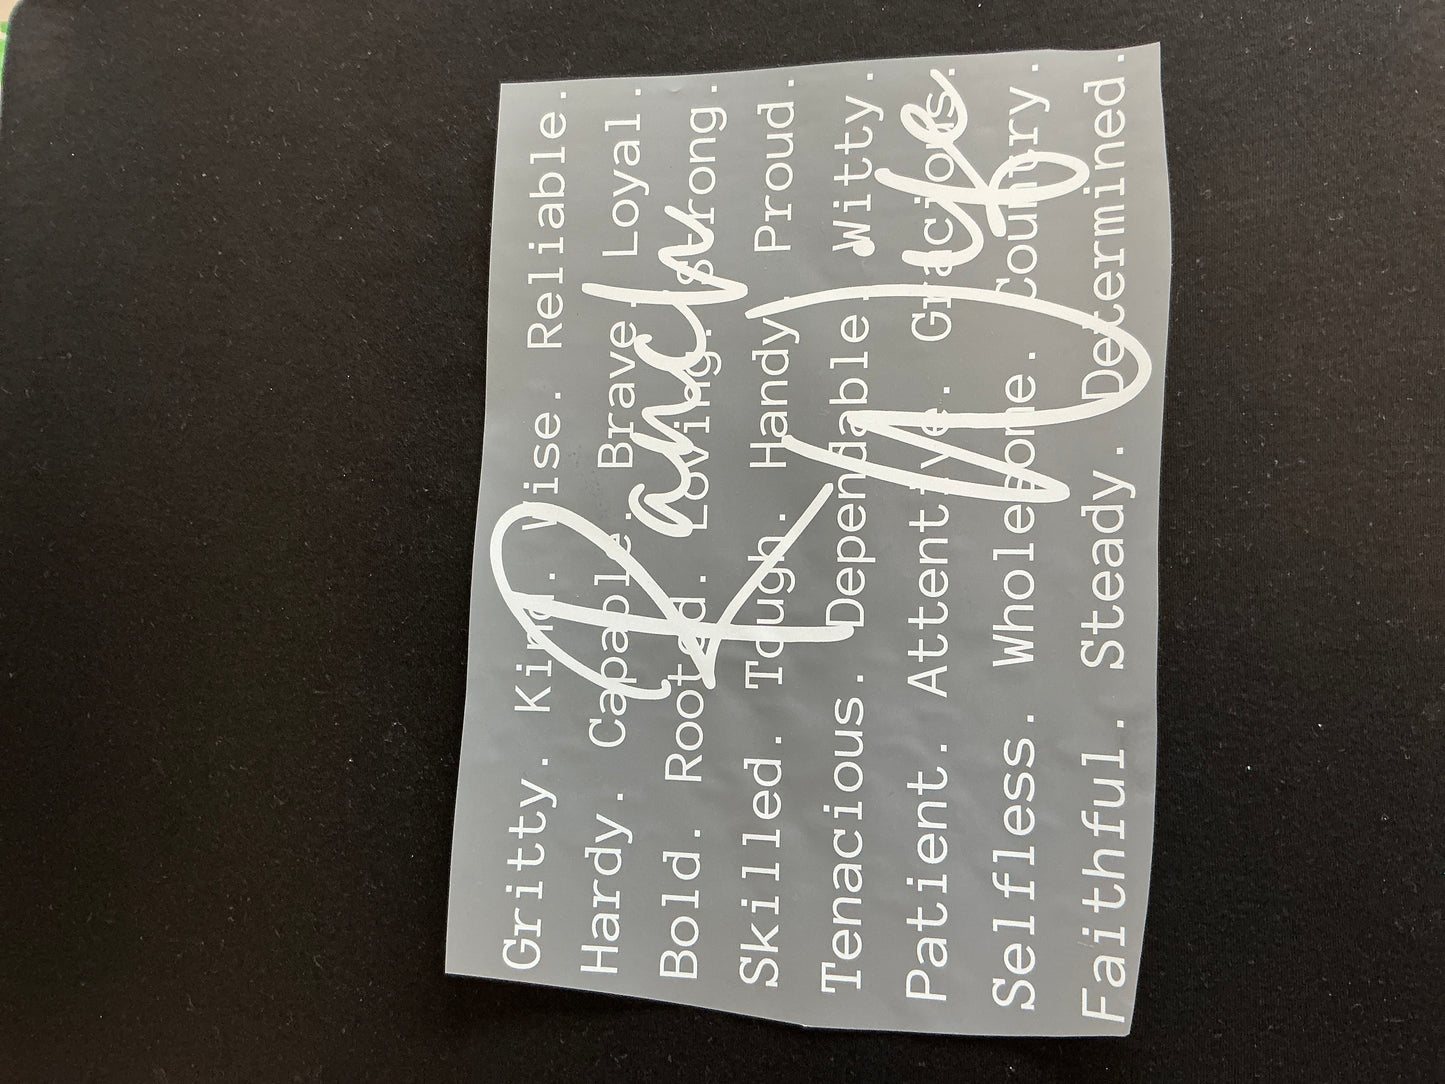 Gritty. Kind. Wise. Reliable.
Hardy. Capable. Brave. Loyal.
Bold. Rooted. Loving. Strong.
Skilled. Tough. Handy. Proud.
Tenacious. Dependable. Witty.
Patient. Attentive. Gracious.
Selfless. Wholesome. Country.
Faithful. Steady. Determined.
Ranch
Wife